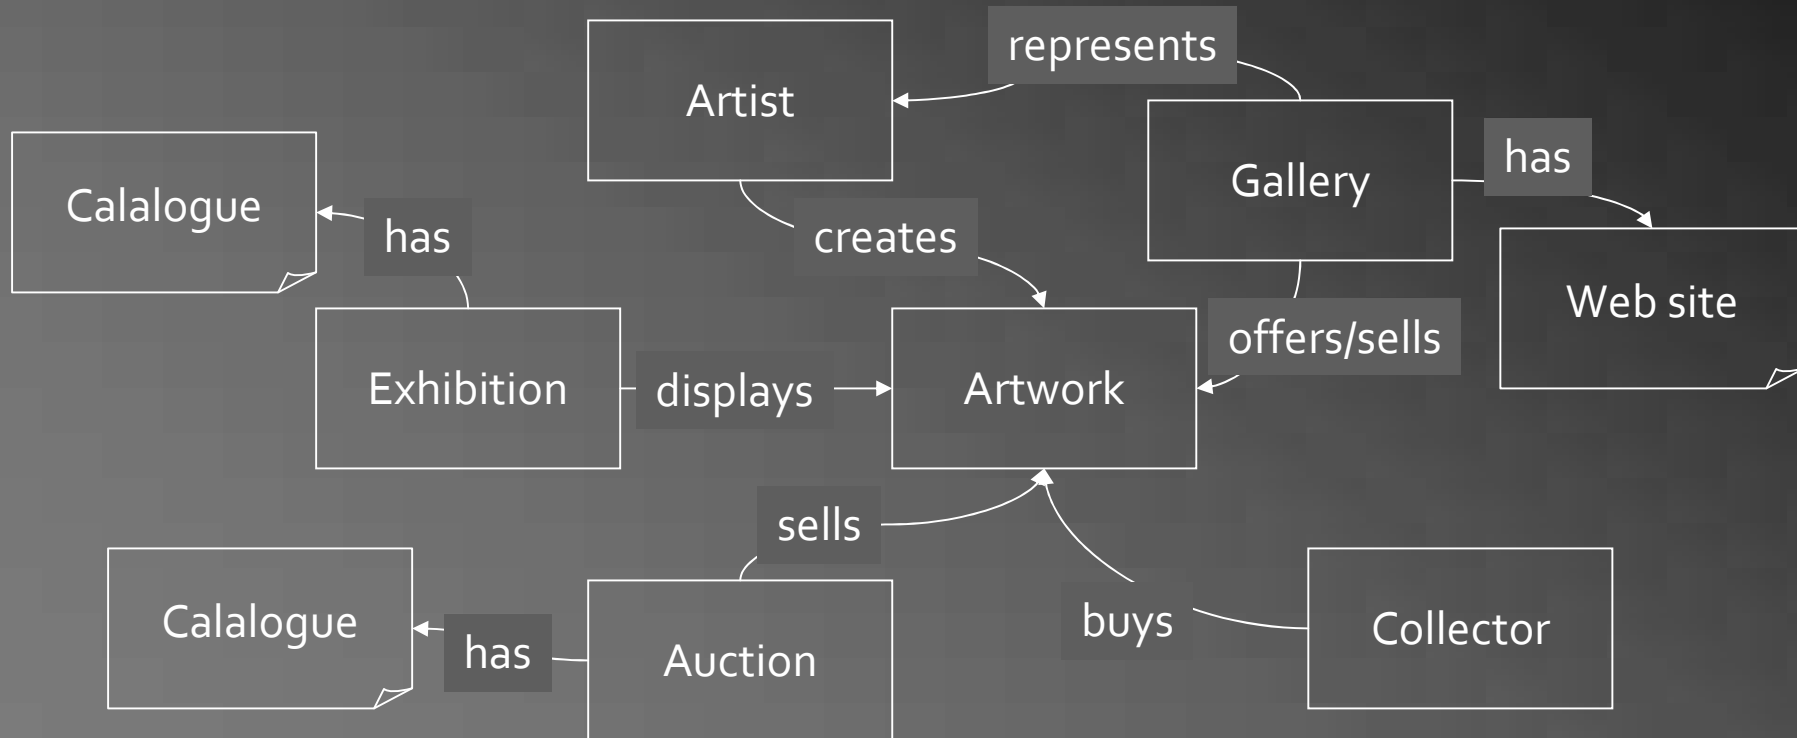 represents
Artist
has
Gallery
Calalogue
has
creates
Web site
offers/sells
Exhibition
displays
Artwork
sells
Calalogue
buys
Collector
has
Auction